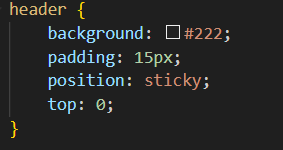 header {
    background: #222;
    padding: 15px;
    position: sticky;
    top: 0;
}